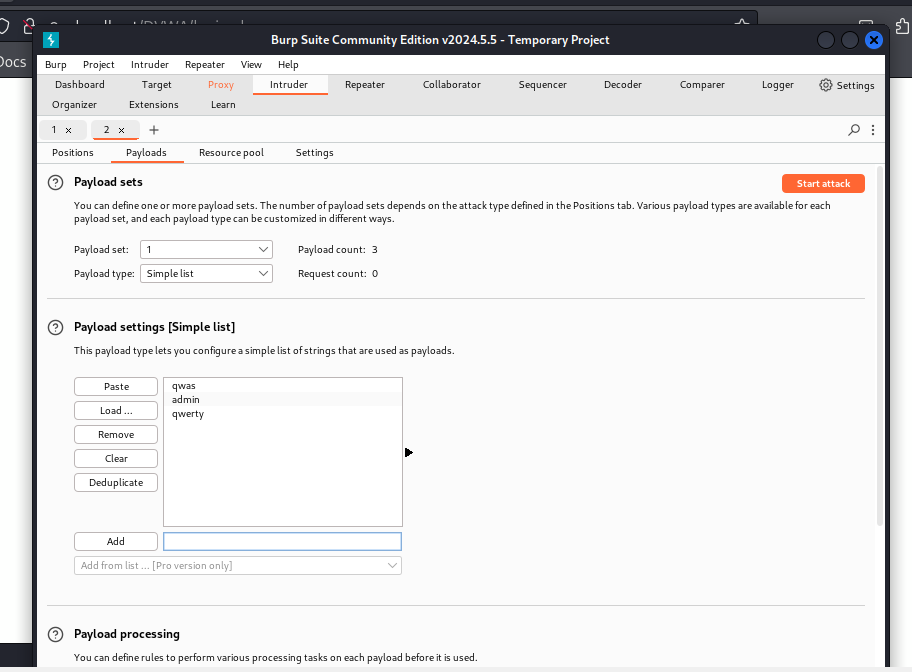 Docs
Burp Suite Community Edition v2024.5.5 - Temporary Project
Burp Project Intruder Repeater View Help
Dashboard Target Proxy Intruder Repeater Collaborator Sequencer Decoder Comparer Logger Settings
Organizer Extensions Learn
1 × 2 × +
Positions Payloads Resource pool Settings
Payload sets
Start attack
You can define one or more payload sets. The number of payload sets depends on the attack type defined in the Positions tab. Various payload types are available for each
payload set, and each payload type can be customized in different ways.
Payload set: 1 Payload count: 3
Payload type: Simple list Request count: 0
Payload settings [Simple list]
This payload type lets you configure a simple list of strings that are used as payloads.
Paste
Load ...
Remove
Clear
Deduplicate
qwas
admin
qwerty
Add
Add from list ... [Pro version only]
Payload processing
You can define rules to perform various processing tasks on each payload before it is used.